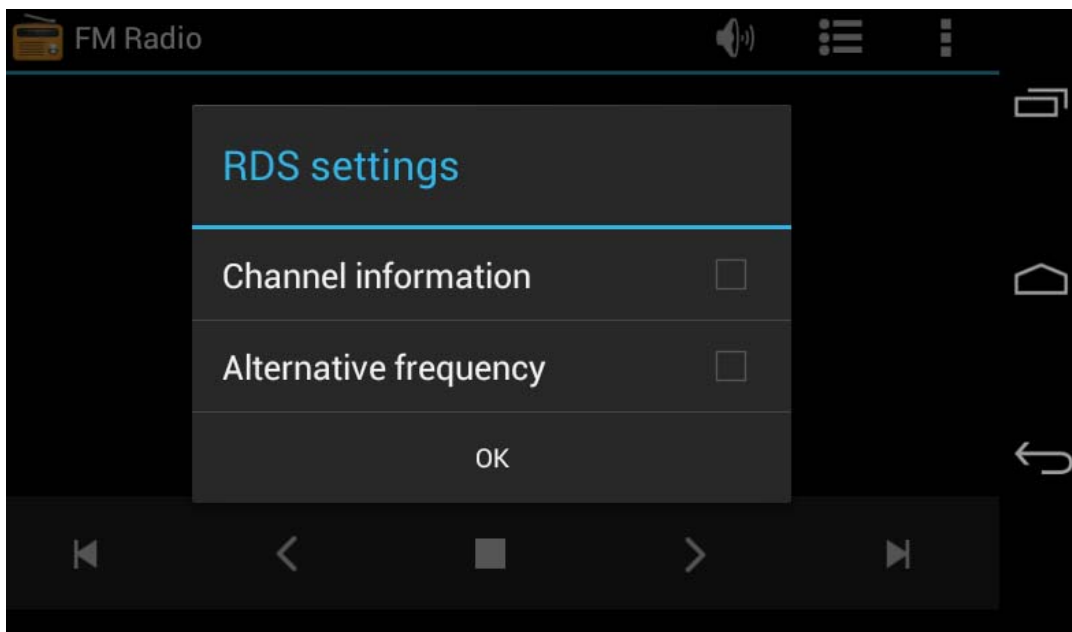 FM Radio
RDS settings
Channel information
Alternative frequency
OK